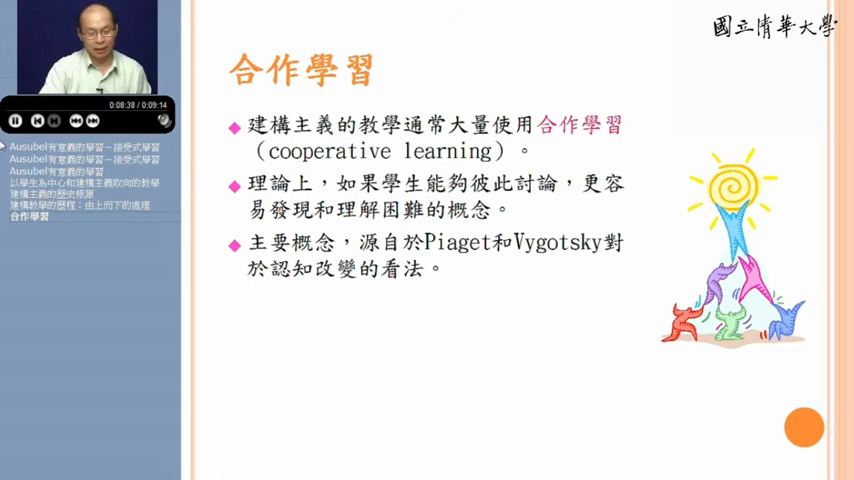 國立清華大學
0:08:38 / 0:09:14
Ausubel有意義的學習－接受式學習
Ausubel有意義的學習－接受式學習
Ausubel有意義的學習
以學生為中心和建構主義取向的教學
建構主義的歷史根源
建構教學的歷程：由上而下的處理
合作學習
合作學習
建構主義的教學通常大量使用合作學習
（cooperative learning）。
理論上，如果學生能夠彼此討論，更容
易發現和理解困難的概念。
主要概念，源自於Piaget和Vygotsky對
於認知改變的看法。